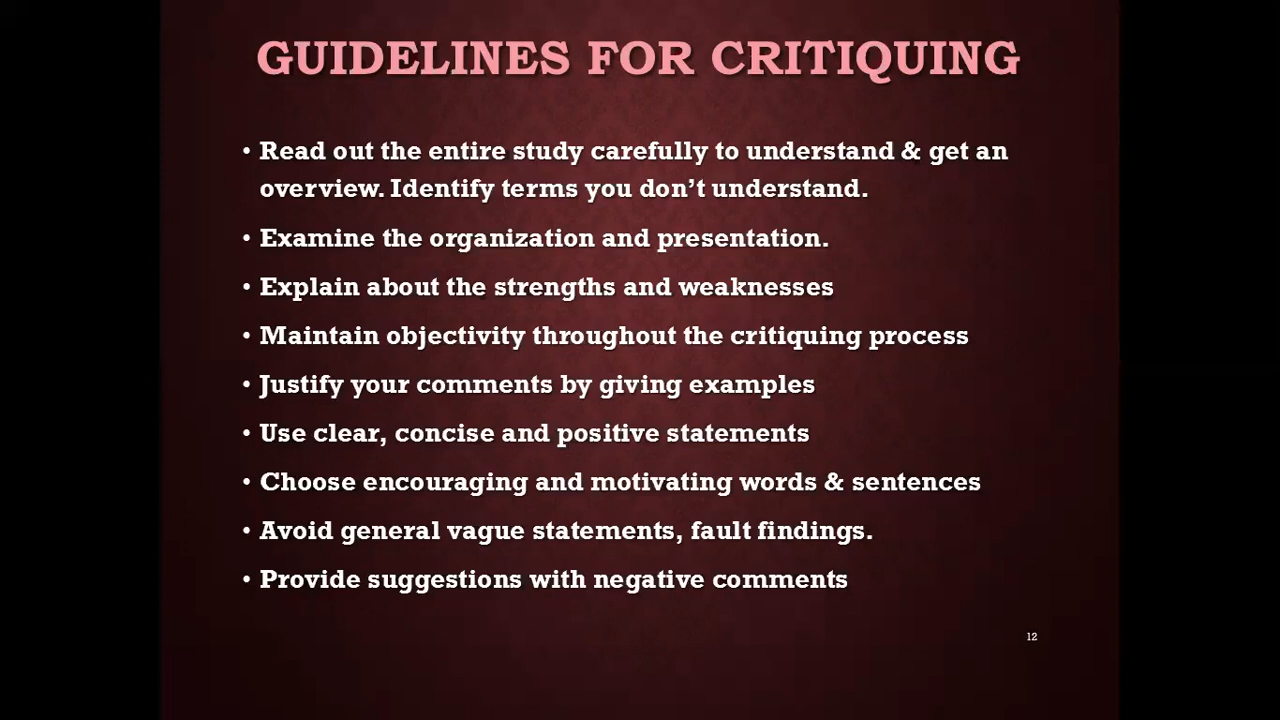 GUIDELINES FOR CRITIQUING
• Read out the entire study carefully to understand & get an
overview. Identify terms you don’t understand.
• Examine the organization and presentation.
• Explain about the strengths and weaknesses
• Maintain objectivity throughout the critiquing process
• Justify your comments by giving examples
• Use clear, concise and positive statements
• Choose encouraging and motivating words & sentences
• Avoid general vague statements, fault findings.
• Provide suggestions with negative comments
12